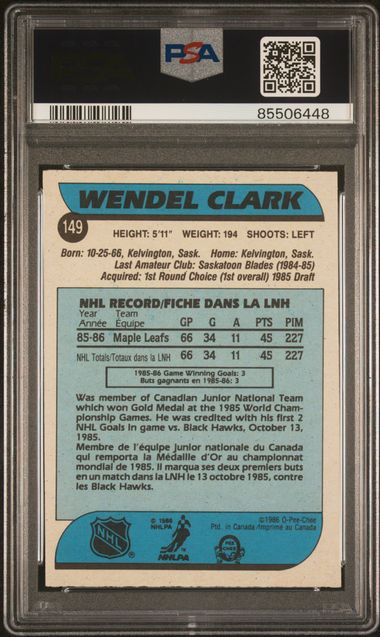 PSA
85506448
WENDEL CLARK
149
HEIGHT: 5'11" WEIGHT: 194 SHOOTS: LEFT
Born: 10-25-66, Kelvington, Sask. Home: Kelvington, Sask.
Last Amateur Club: Saskatoon Blades (1984-85)
Acquired: 1st Round Choice (1st overall) 1985 Draft
NHL RECORD/FICHE DANS LA LNH
Year Team
Année Équipe GP G A PTS PIM
85-86 Maple Leafs 66 34 11 45 227
NHL Totals/Totaux dans la LNH 66 34 11 45 227
1985-86 Game Winning Goals: 3
Buts gagnants en 1985-86: 3
Was member of Canadian Junior National Team
which won Gold Medal at the 1985 World Cham-
pionship Games. He was credited with his first 2
NHL Goals in game vs. Black Hawks, October 13,
1985.
Membre de l'équipe junior nationale du Canada
qui remporta la Médaille d'Or au championnat
mondial de 1985. Il marqua ses deux premiers buts
en un match dans la LNH le 13 octobre 1985, contre
les Black Hawks.
NHL
© 1986
NHLPA
NHLPA™
©1986 O-Pee-Chee
Ptd. in Canada/Imprimé au Canada
O PEE CHEE